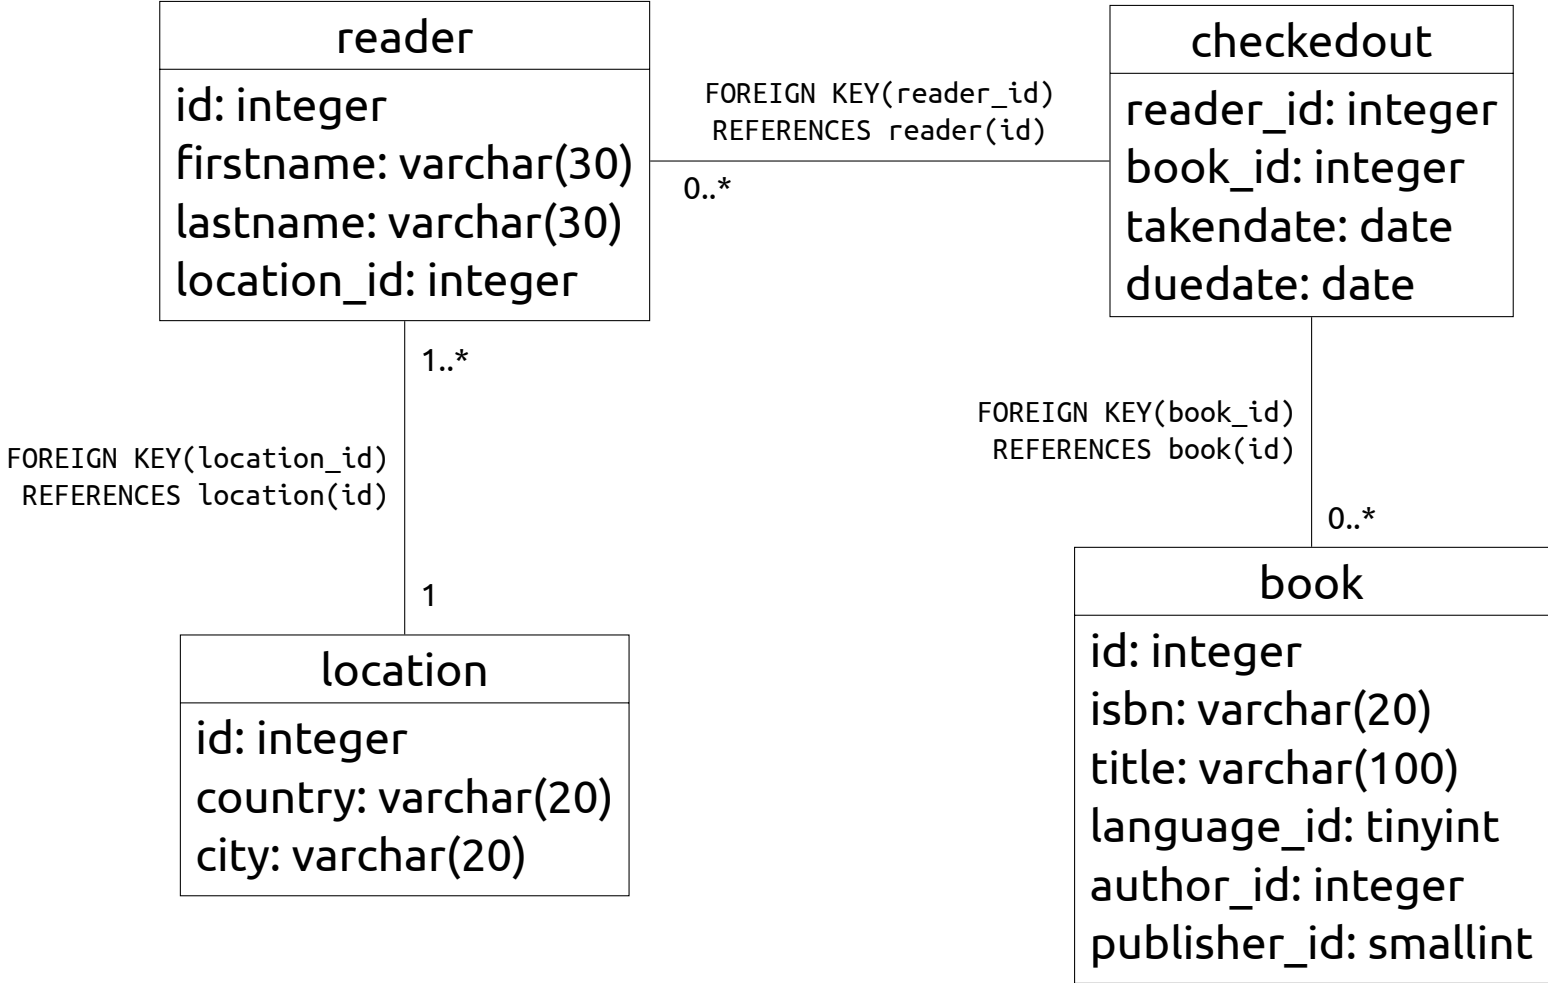 reader
id: integer
firstname: varchar(30)
lastname: varchar(30)
location_id: integer
FOREIGN KEY(reader_id)
REFERENCES reader(id)
0..*
checkedout
reader_id: integer
book_id: integer
takendate: date
duedate: date
1..*
FOREIGN KEY(location_id)
REFERENCES location(id)
1
FOREIGN KEY(book_id)
REFERENCES book(id)
0..*
location
id: integer
country: varchar(20)
city: varchar(20)
book
id: integer
isbn: varchar(20)
title: varchar(100)
language_id: tinyint
author_id: integer
publisher_id: smallint